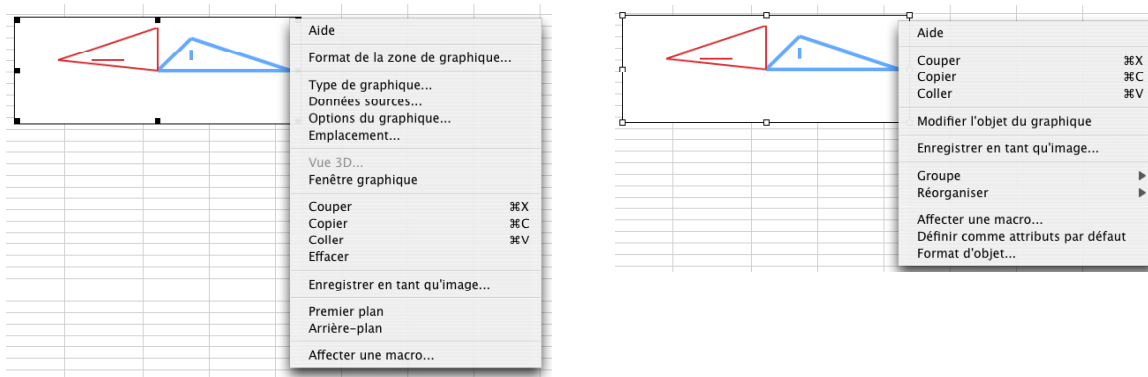 Aide
Format de la zone de graphique...
Type de graphique...
Données sources...
Options du graphique...
Emplacement...
Vue 3D...
Fenêtre graphique
Couper ⌘X
Copier ⌘C
Coller ⌘V
Effacer
Enregistrer en tant qu'image...
Premier plan
Arrière-plan
Affecter une macro...
Aide
Couper ⌘X
Copier ⌘C
Coller ⌘V
Modifier l'objet du graphique
Enregistrer en tant qu'image...
Groupe
Réorganiser
Affecter une macro...
Définir comme attributs par défaut
Format d'objet...